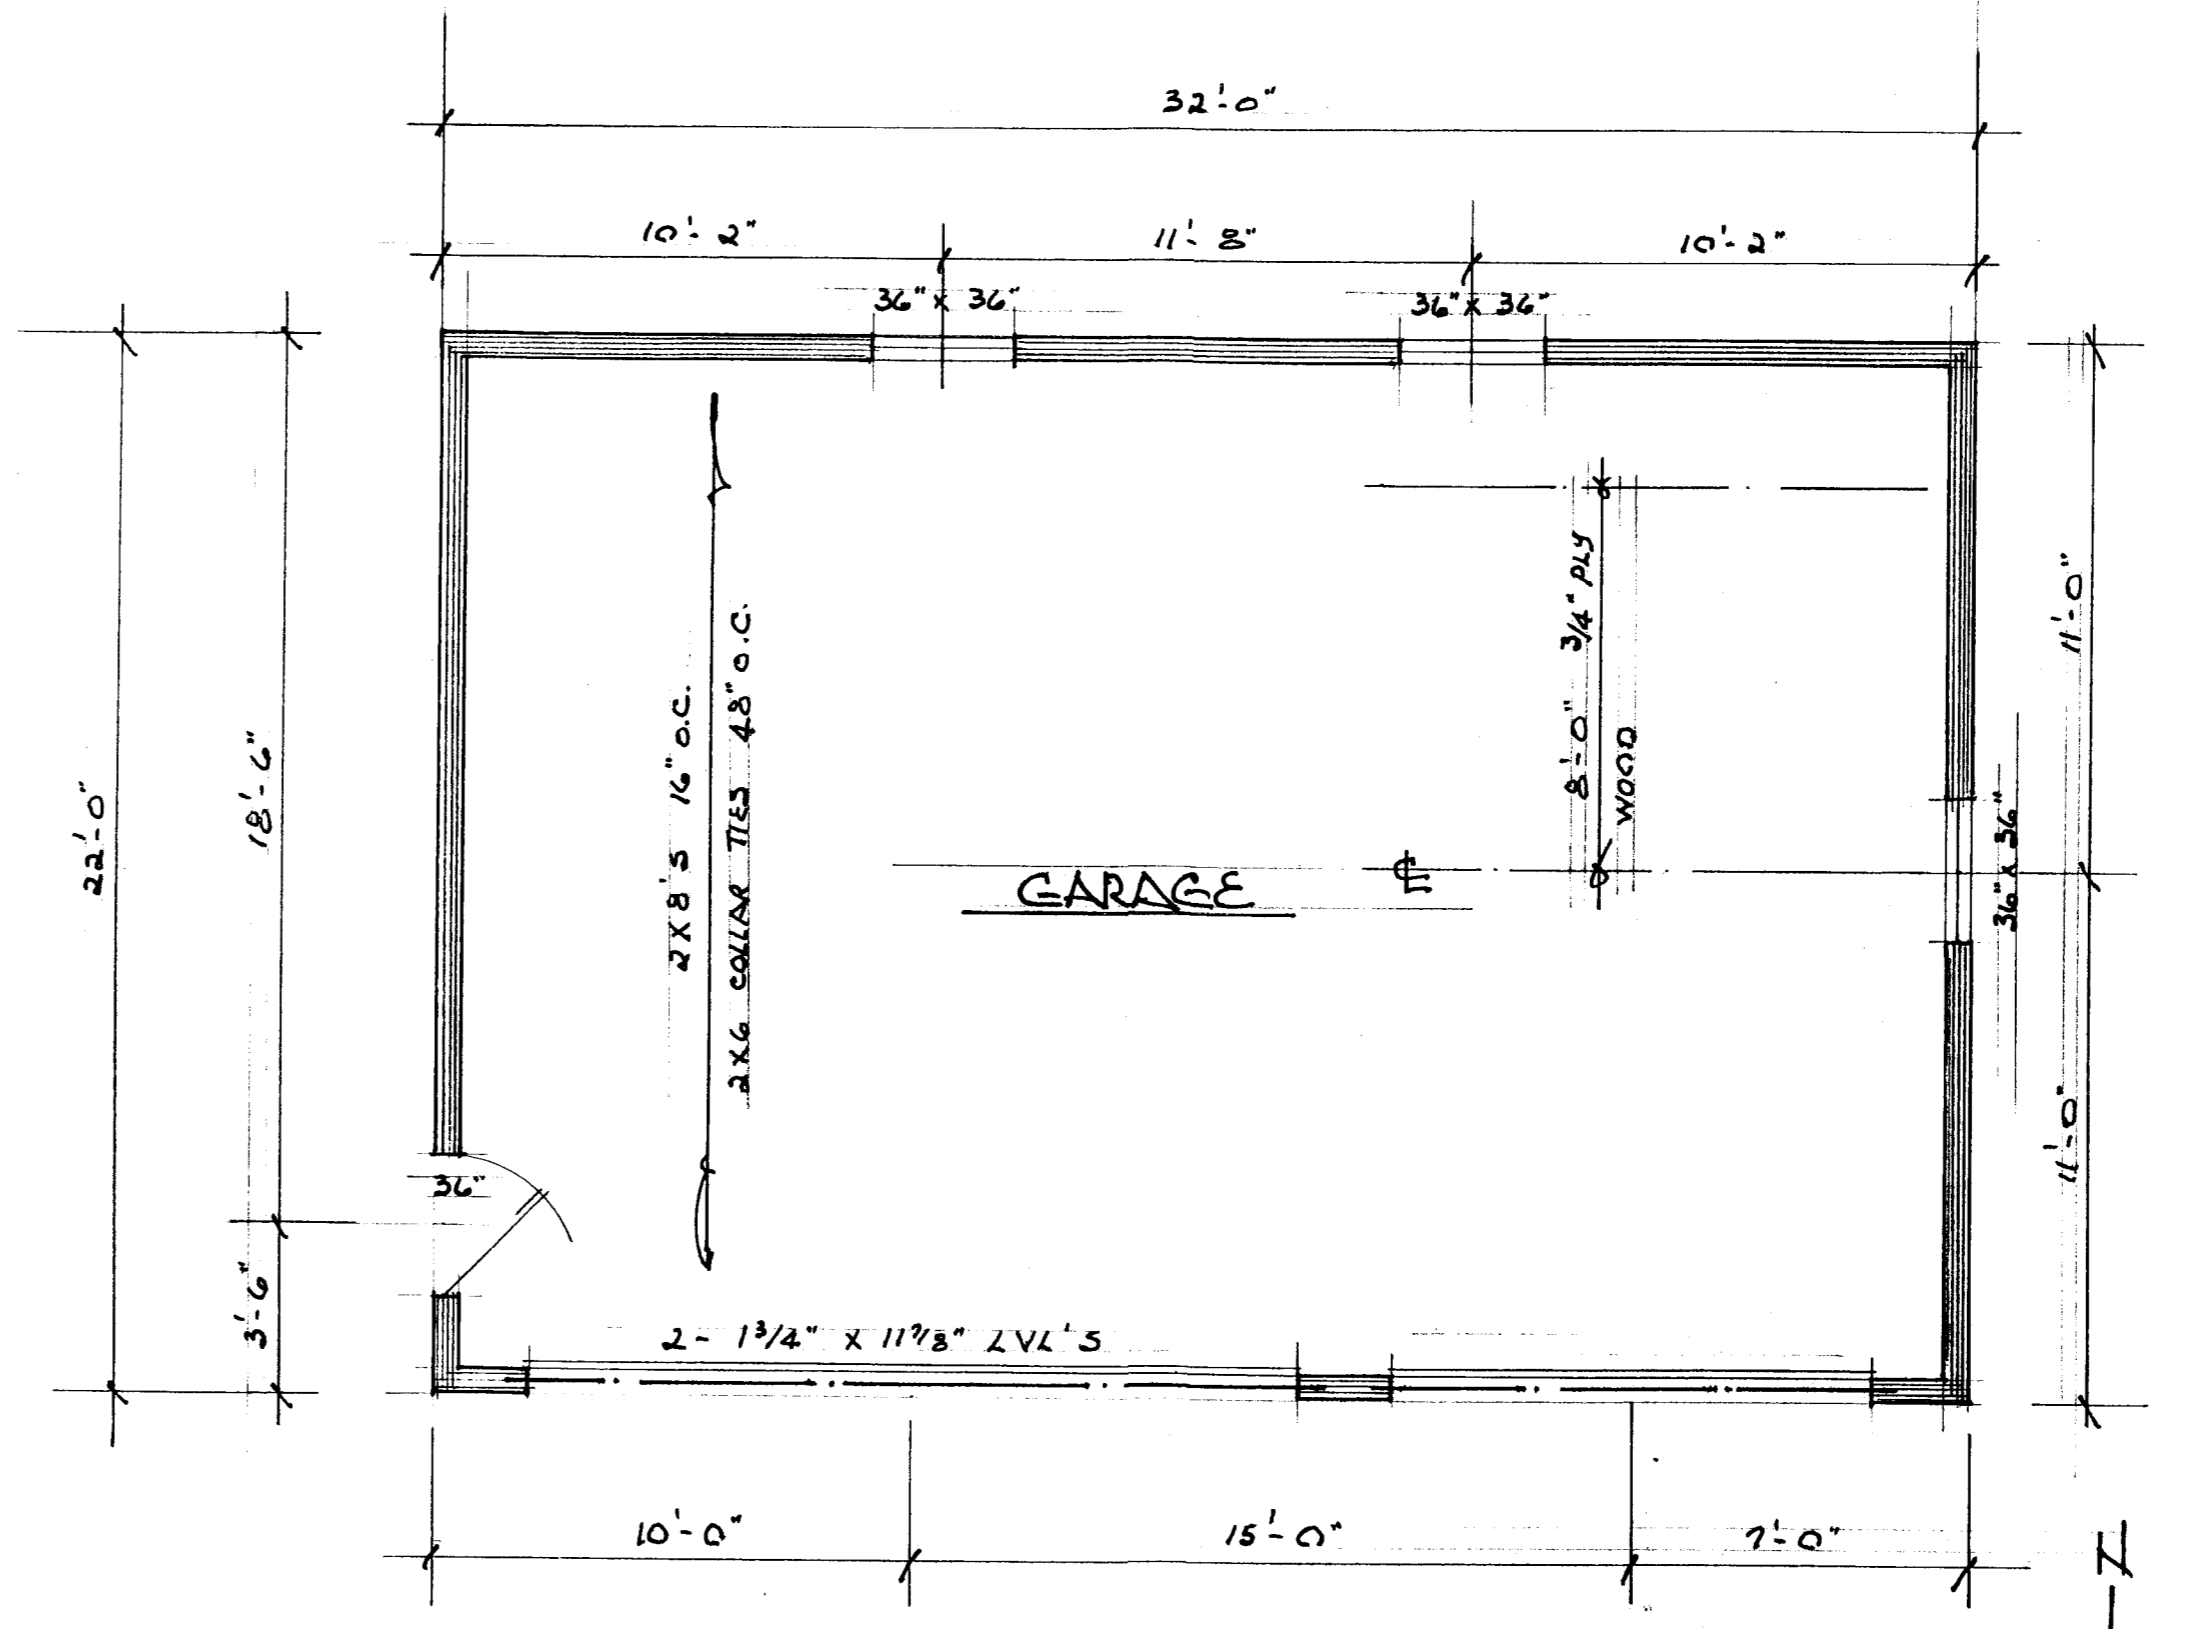 32'-0"
10'-2"
11'-8"
10'-2"
36" x 36"
36" x 36"
22'-0"
18'-6"
3'-6"
2X8'S 16" O.C.
2X6 COLLAR TIES 48" O.C.
8'-0" 3/4" PLY
WOOD
GARAGE
℄
36" x 36"
11'-0"
11'-0"
36"
2- 1 3/4" X 11 7/8" LVL'S
10'-0"
15'-0"
7'-0"